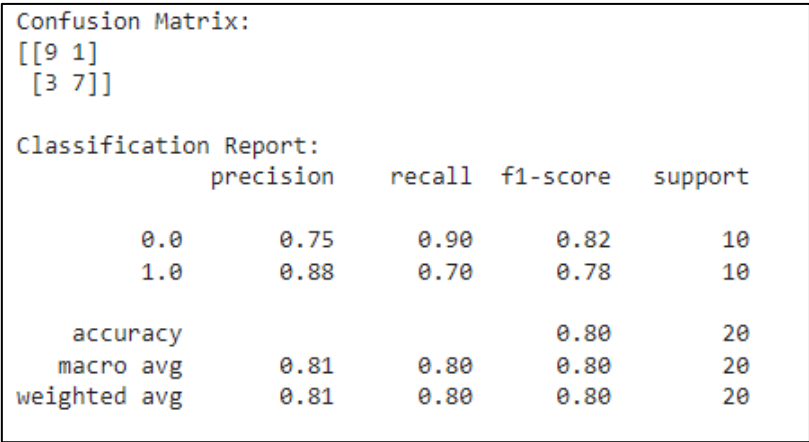 Confusion Matrix:
[[9 1]
 [3 7]]
Classification Report:
              precision    recall  f1-score   support
         0.0       0.75      0.90      0.82        10
         1.0       0.88      0.70      0.78        10
    accuracy                           0.80        20
   macro avg       0.81      0.80      0.80        20
weighted avg       0.81      0.80      0.80        20